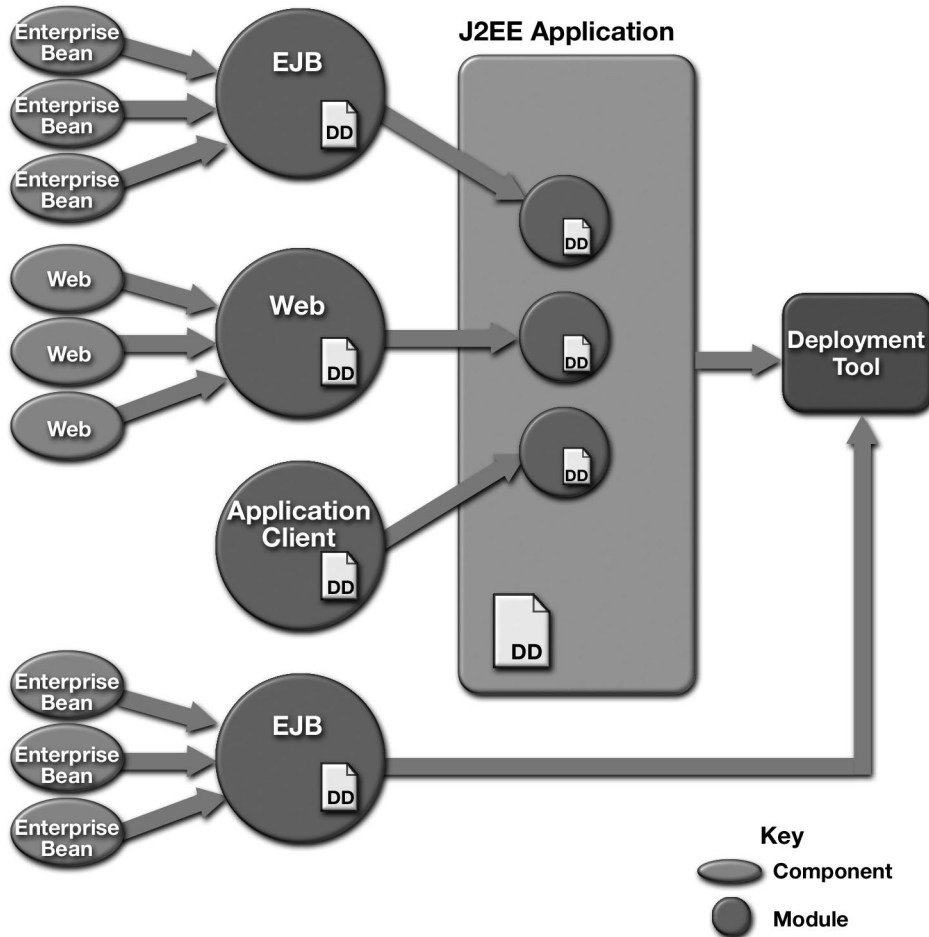 J2EE Application
Enterprise
Bean
Enterprise
Bean
Enterprise
Bean
EJB
DD
DD
Web
Web
Web
Web
DD
DD
Deployment
Tool
Application
Client
DD
DD
DD
Enterprise
Bean
Enterprise
Bean
Enterprise
Bean
EJB
DD
Key
Component
Module